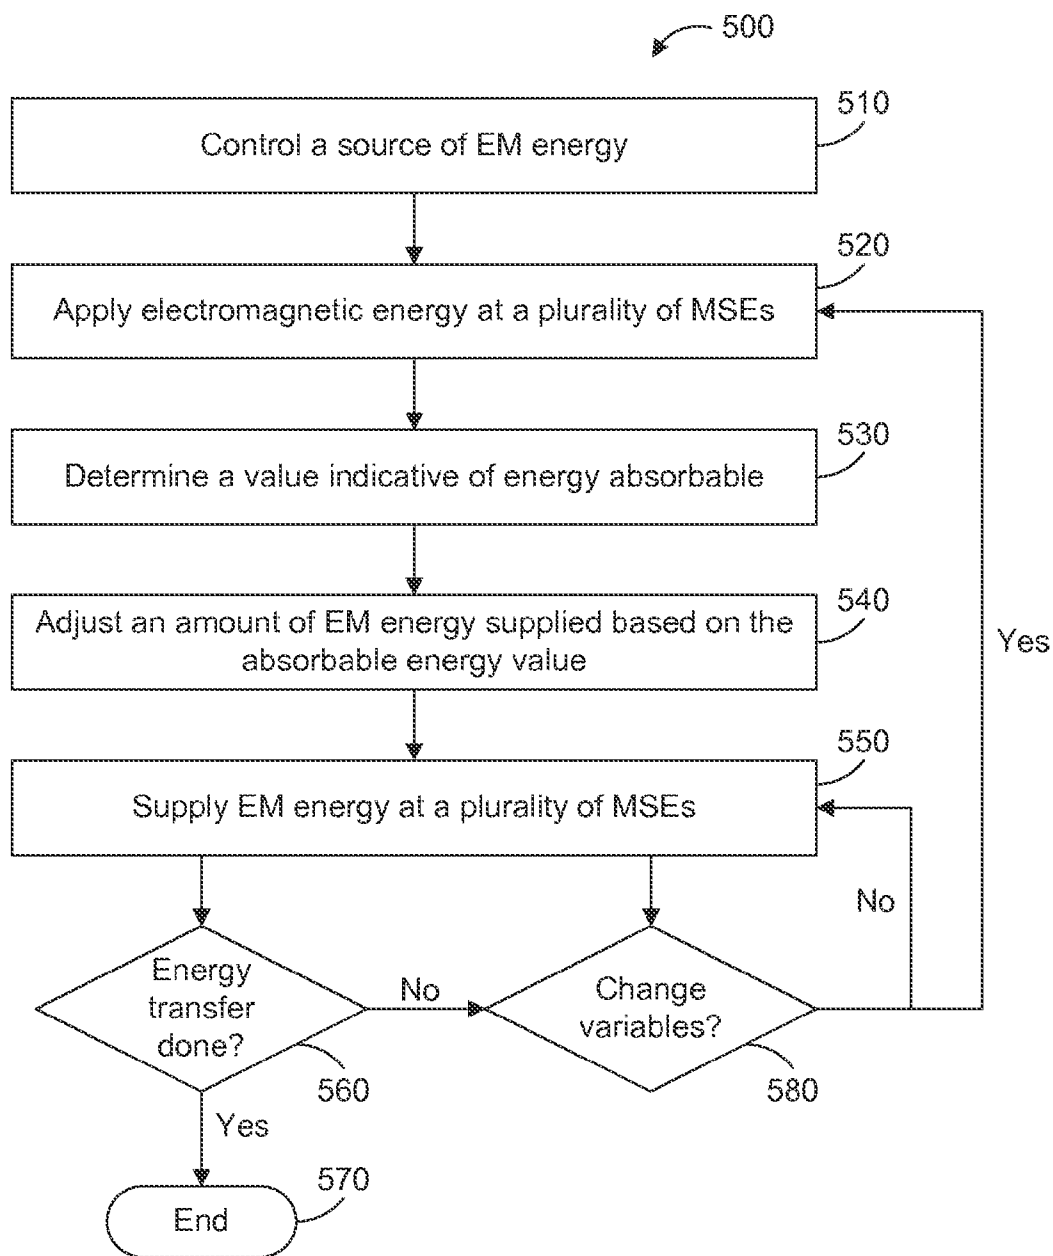 500
510
Control a source of EM energy
520
Apply electromagnetic energy at a plurality of MSEs
530
Determine a value indicative of energy absorbable
540
Adjust an amount of EM energy supplied based on the
absorbable energy value
Yes
550
Supply EM energy at a plurality of MSEs
No
Energy
transfer
done?
No
Change
variables?
560
580
Yes
570
End